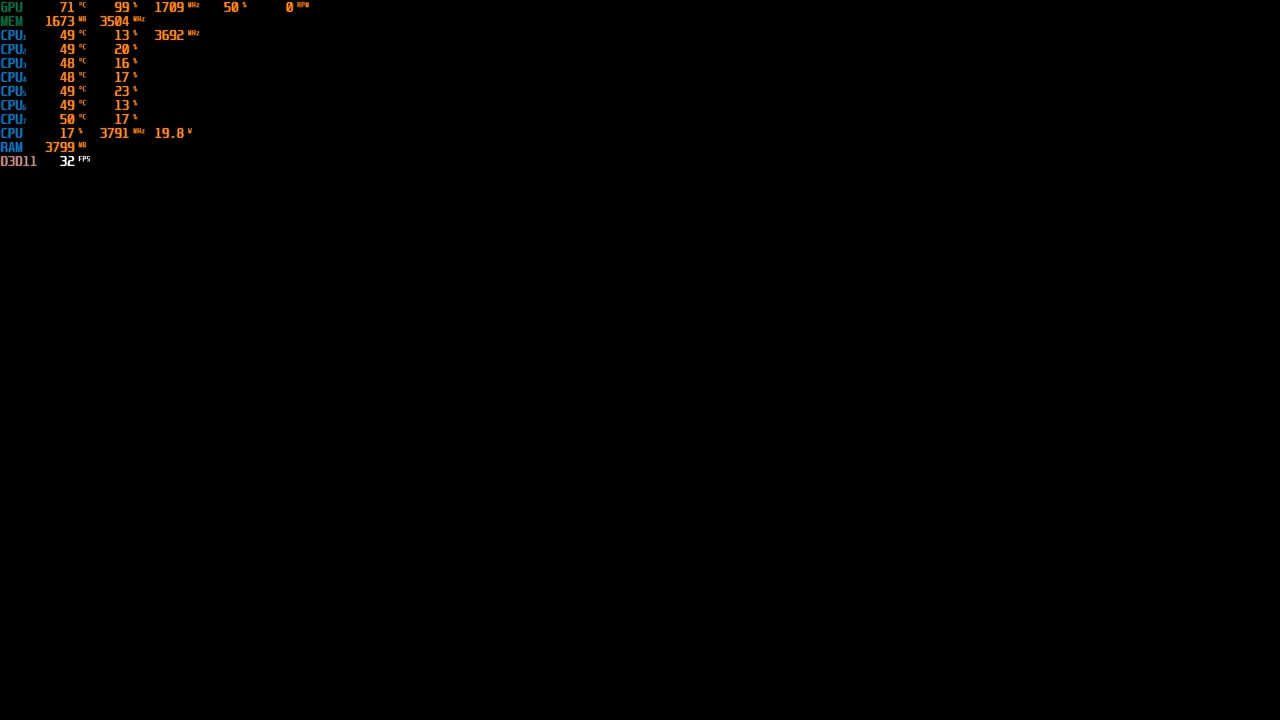 GPU 71 °C 99 % 1709 MHz 50 % 0 RPM
MEM 1673 MB 3504 MHz
CPU1 49 °C 13 % 3692 MHz
CPU2 49 °C 20 %
CPU3 48 °C 16 %
CPU4 48 °C 17 %
CPU5 49 °C 23 %
CPU6 49 °C 13 %
CPU7 50 °C 17 %
CPU 17 % 3791 MHz 19.8 W
RAM 3799 MB
D3D11 32 FPS